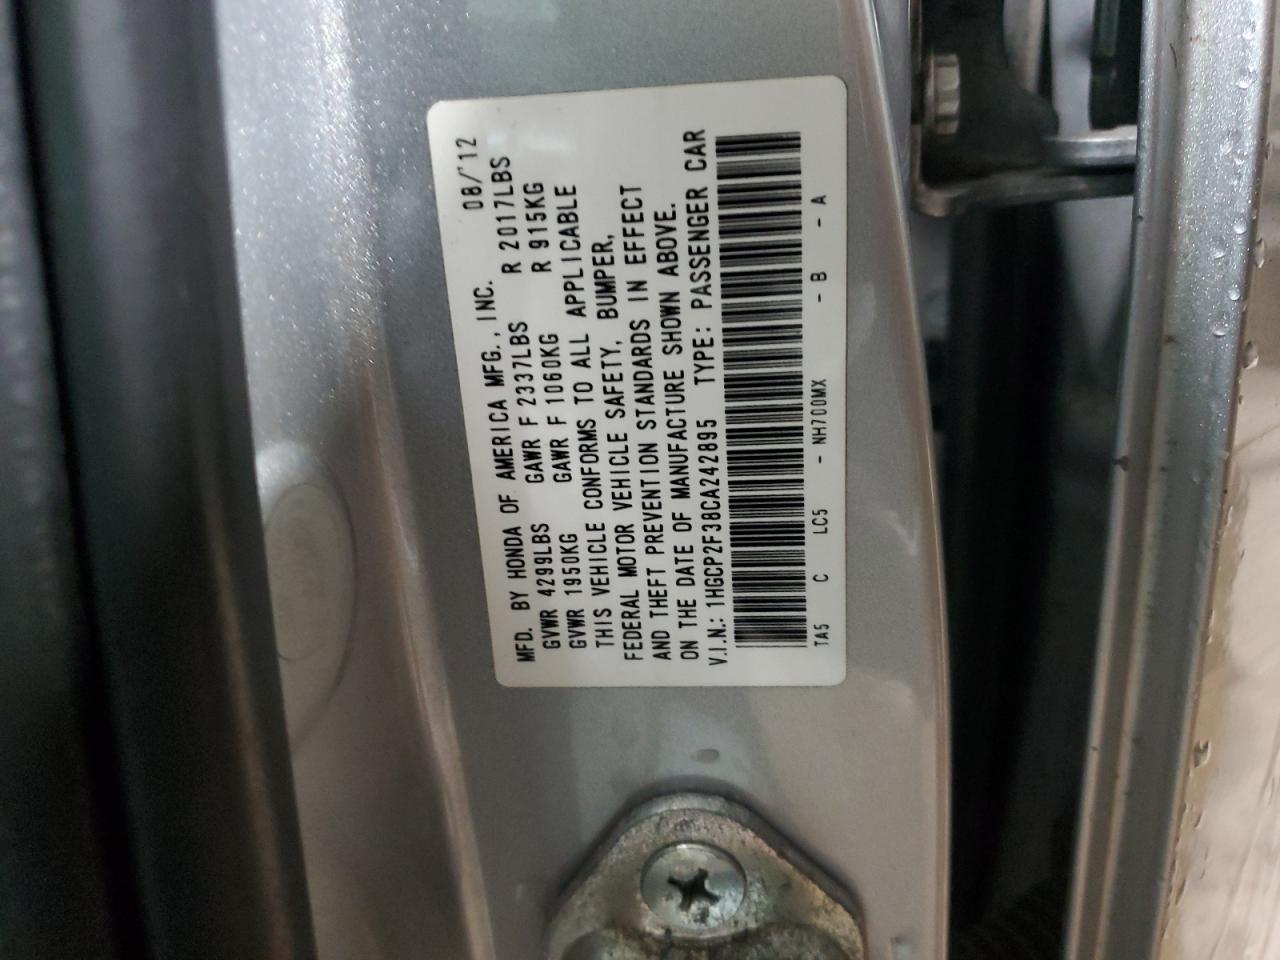 MFD. BY HONDA OF AMERICA MFG., INC. 08/'12
GVWR 4299LBS GAWR F 2337LBS R 2017LBS
GVWR 1950KG GAWR F 1060KG R 915KG
THIS VEHICLE CONFORMS TO ALL APPLICABLE
FEDERAL MOTOR VEHICLE SAFETY, BUMPER,
AND THEFT PREVENTION STANDARDS IN EFFECT
ON THE DATE OF MANUFACTURE SHOWN ABOVE.
V.I.N.: 1HGCP2F38CA242895 TYPE: PASSENGER CAR
TA5 C LC5 - NH700MX - B - A